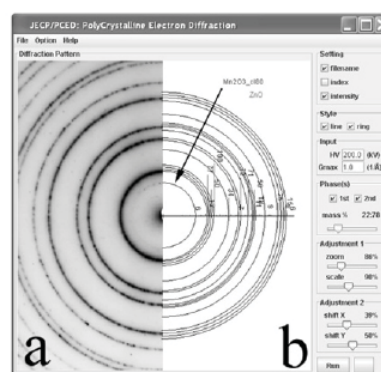 JECP/PCED: PolyCrystalline Electron Diffraction
File Option Help
Diffraction Pattern
Mn2O3_cI80
ZnO
a
b
Setting
filename
index
intensity
Style
line ring
Input
HV 200.0 (kV)
Gmax 1.0 (1/Å)
Phase(s)
1st 2nd
mass % 22:78
Adjustment 1
zoom 80%
scale 90%
Adjustment 2
shift X 39%
shift Y 50%
Run